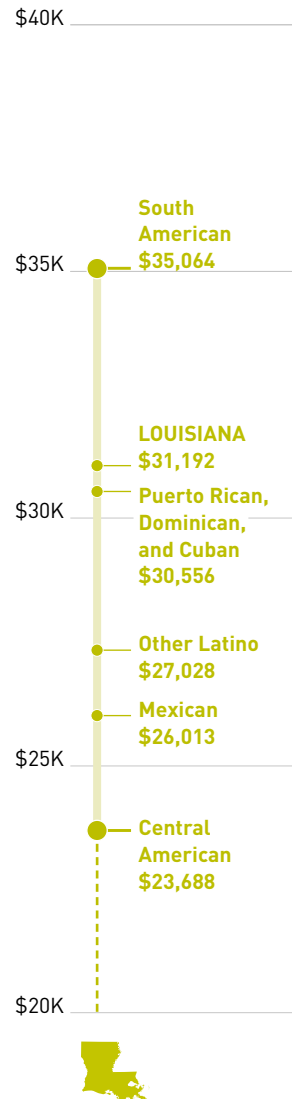 $40K
South
American
$35,064
$35K
LOUISIANA
$31,192
Puerto Rican,
Dominican,
and Cuban
$30,556
$30K
Other Latino
$27,028
Mexican
$26,013
$25K
Central
American
$23,688
$20K